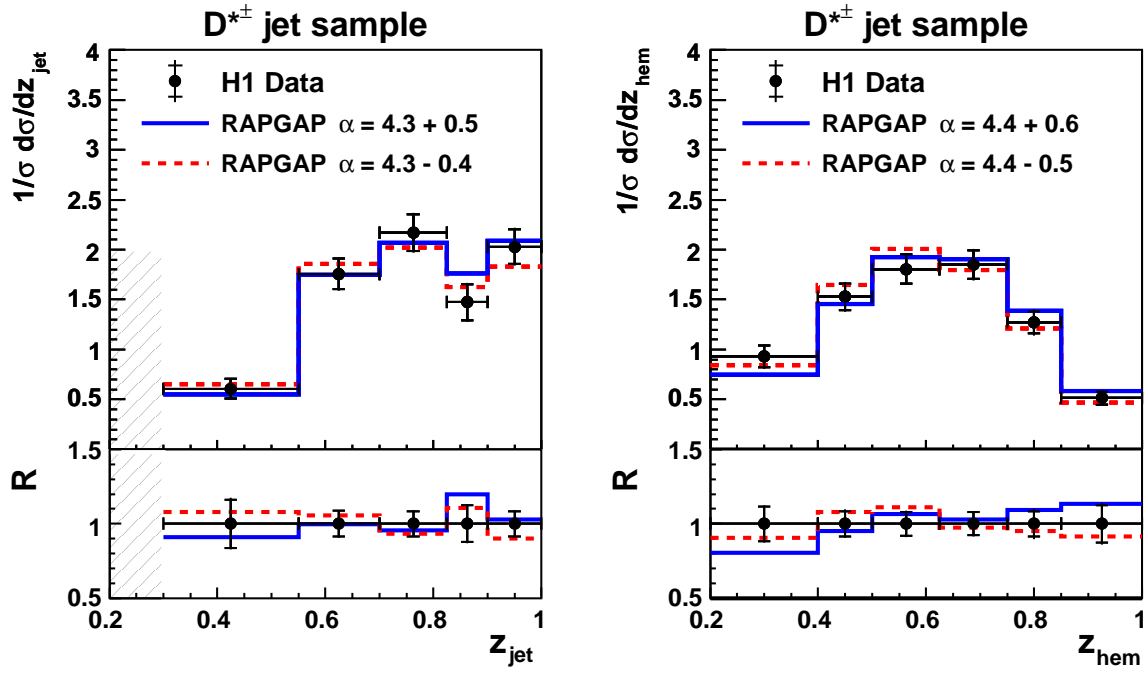 D*± jet sample
1/σ dσ/dz_jet
4
3.5
3
2.5
2
1.5
1
0.5
H1 Data
RAPGAP α = 4.3 + 0.5
RAPGAP α = 4.3 - 0.4
R
1.5
1
0.5
0.2 0.4 0.6 0.8 1
z_jet
D*± jet sample
1/σ dσ/dz_hem
4
3.5
3
2.5
2
1.5
1
0.5
H1 Data
RAPGAP α = 4.4 + 0.6
RAPGAP α = 4.4 - 0.5
R
1.5
1
0.5
0.2 0.4 0.6 0.8 1
z_hem